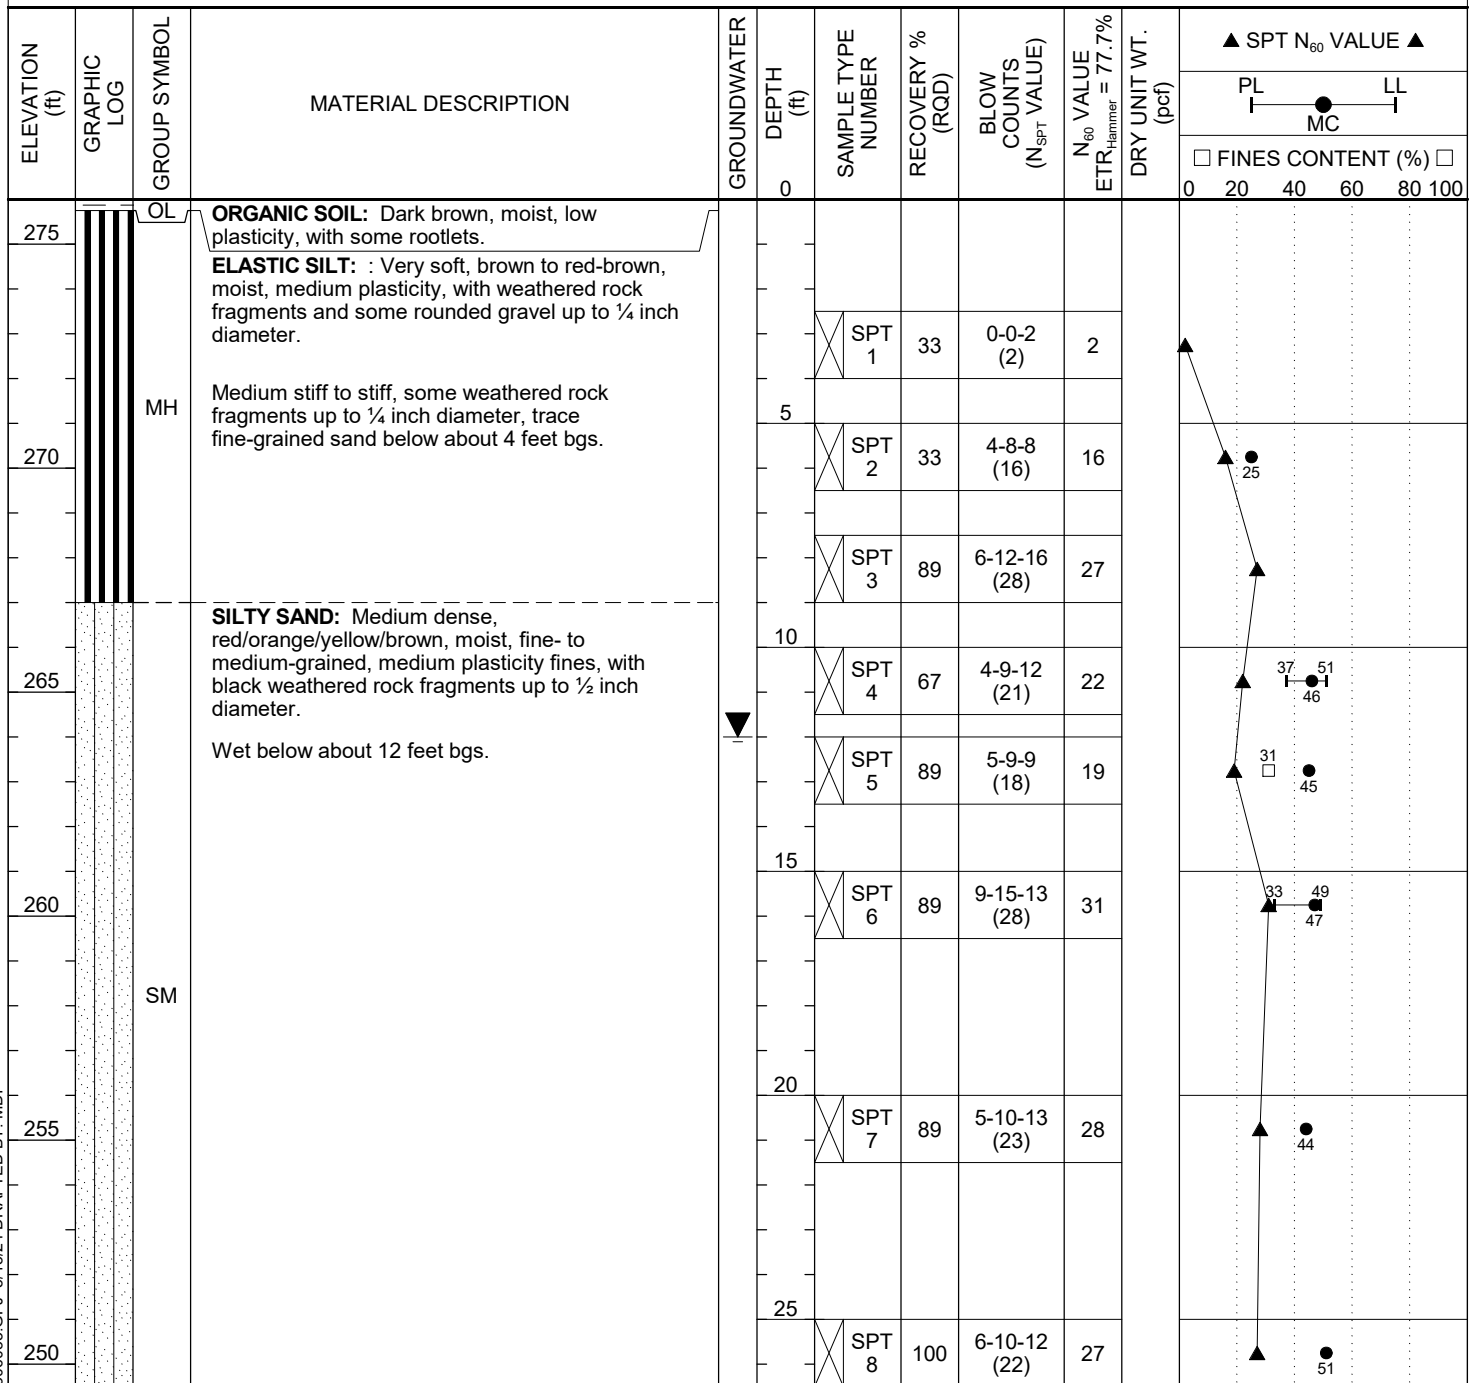 ELEVATION (ft)
GRAPHIC LOG
GROUP SYMBOL
MATERIAL DESCRIPTION
GROUNDWATER
DEPTH (ft)
0
SAMPLE TYPE NUMBER
RECOVERY % (RQD)
BLOW COUNTS (N_SPT VALUE)
N60 VALUE ETR_Hammer = 77.7%
DRY UNIT WT. (pcf)
▲ SPT N60 VALUE ▲
PL LL
MC
□ FINES CONTENT (%) □
0 20 40 60 80 100
OL
ORGANIC SOIL: Dark brown, moist, low
plasticity, with some rootlets.
275
ELASTIC SILT: : Very soft, brown to red-brown,
moist, medium plasticity, with weathered rock
fragments and some rounded gravel up to ¼ inch
diameter.
SPT 1
33
0-0-2 (2)
2
MH
Medium stiff to stiff, some weathered rock
fragments up to ¼ inch diameter, trace
fine-grained sand below about 4 feet bgs.
5
270
SPT 2
33
4-8-8 (16)
16
25
SPT 3
89
6-12-16 (28)
27
SILTY SAND: Medium dense,
red/orange/yellow/brown, moist, fine- to
medium-grained, medium plasticity fines, with
black weathered rock fragments up to ½ inch
diameter.
10
265
SPT 4
67
4-9-12 (21)
22
37 51
46
Wet below about 12 feet bgs.
SPT 5
89
5-9-9 (18)
19
31
45
15
260
SPT 6
89
9-15-13 (28)
31
33 49
47
SM
20
255
SPT 7
89
5-10-13 (23)
28
44
25
250
SPT 8
100
6-10-12 (22)
27
51